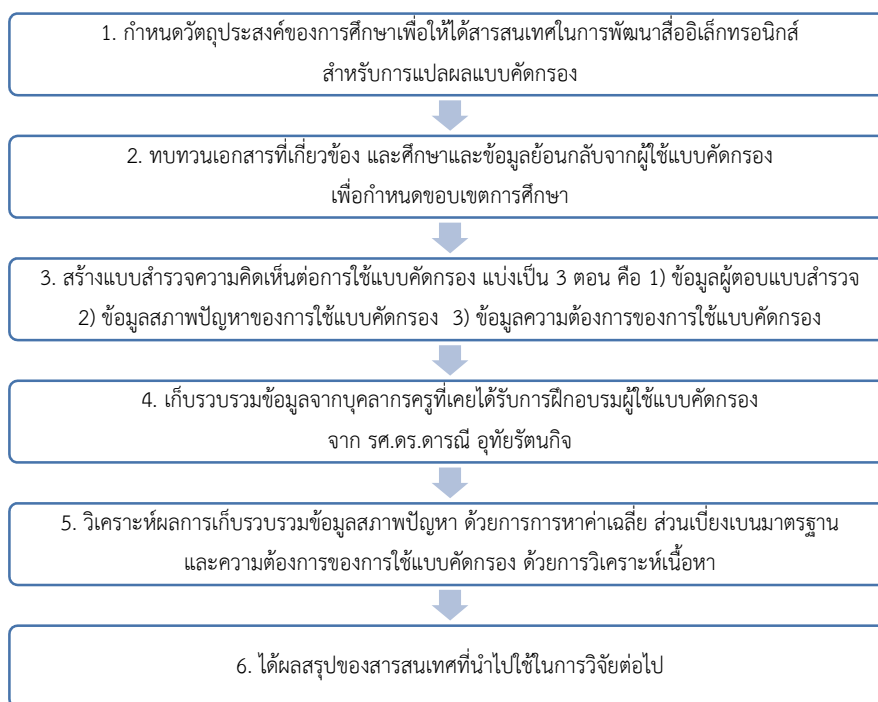 1. กำหนดวัตถุประสงค์ของการศึกษาเพื่อให้ได้สารสนเทศในการพัฒนาสื่ออิเล็กทรอนิกส์
สำหรับการแปลผลแบบคัดกรอง
2. ทบทวนเอกสารที่เกี่ยวข้อง และศึกษาและข้อมูลย้อนกลับจากผู้ใช้แบบคัดกรอง
เพื่อกำหนดขอบเขตการศึกษา
3. สร้างแบบสำรวจความคิดเห็นต่อการใช้แบบคัดกรอง แบ่งเป็น 3 ตอน คือ 1) ข้อมูลผู้ตอบแบบสำรวจ
2) ข้อมูลสภาพปัญหาของการใช้แบบคัดกรอง 3) ข้อมูลความต้องการของการใช้แบบคัดกรอง
4. เก็บรวบรวมข้อมูลจากบุคลากรครูที่เคยได้รับการฝึกอบรมผู้ใช้แบบคัดกรอง
จาก รศ.ดร.ดารณี อุทัยรัตนกิจ
5. วิเคราะห์ผลการเก็บรวบรวมข้อมูลสภาพปัญหา ด้วยการการหาค่าเฉลี่ย ส่วนเบี่ยงเบนมาตรฐาน
และความต้องการของการใช้แบบคัดกรอง ด้วยการวิเคราะห์เนื้อหา
6. ได้ผลสรุปของสารสนเทศที่นำไปใช้ในการวิจัยต่อไป